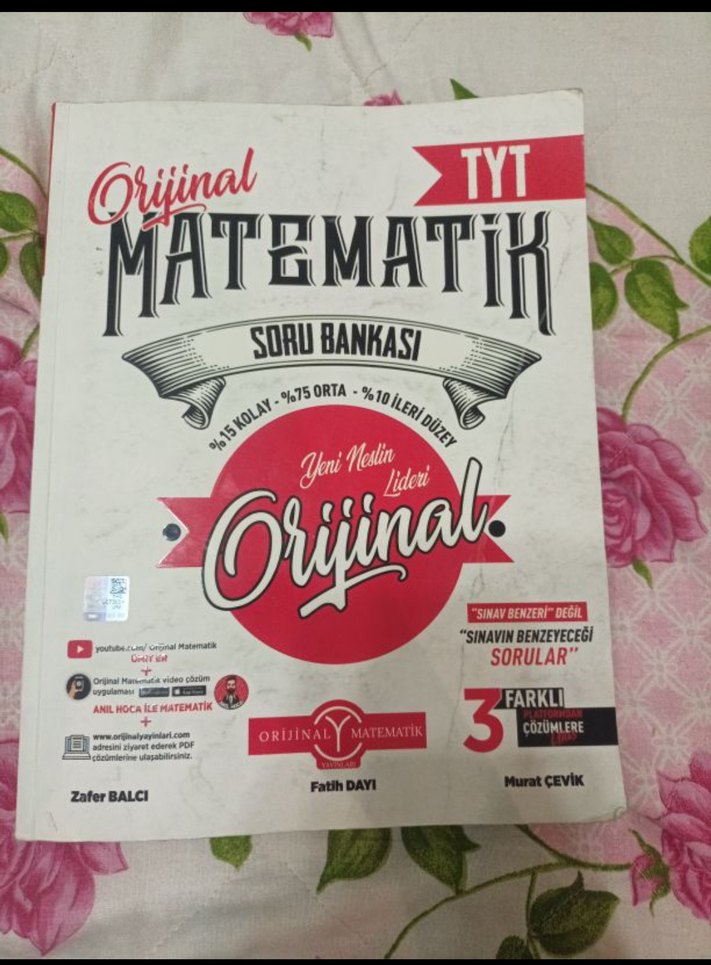 Orijinal
TYT
MATEMATİK
SORU BANKASI
%15 KOLAY - %75 ORTA - %10 İLERİ DÜZEY
Yeni Neslin
Lideri
Orijinal
"SINAV BENZERİ" DEĞİL
"SINAVIN BENZEYECEĞİ
SORULAR"
youtube.com/ Orijinal Matematik
+
Orijinal Matematik video çözüm
uygulaması
ANIL HOCA İLE MATEMATİK
+
www.orijinalyayinlari.com
adresini ziyaret ederek PDF
çözümlerine ulaşabilirsiniz.
ORİJİNAL MATEMATİK
YAYINLARI
3 FARKLI
PLATFORMDAN
ÇÖZÜMLERE
Zafer BALCI
Fatih DAYI
Murat ÇEVİK